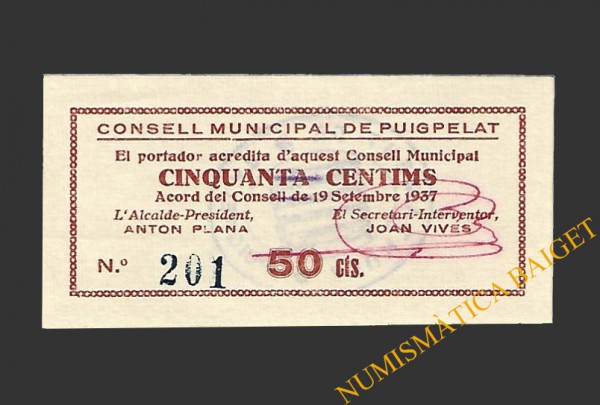 CONSELL MUNICIPAL DE PUIGPELAT
El portador acredita d'aquest Consell Municipal
CINQUANTA CENTIMS
Acord del Consell de 19 Setembre 1937
L'Alcalde-President, El Secretari-Interventor,
ANTON PLANA JOAN VIVES
N.º 201 50 cts.
NUMISMÀTICA BAIGET